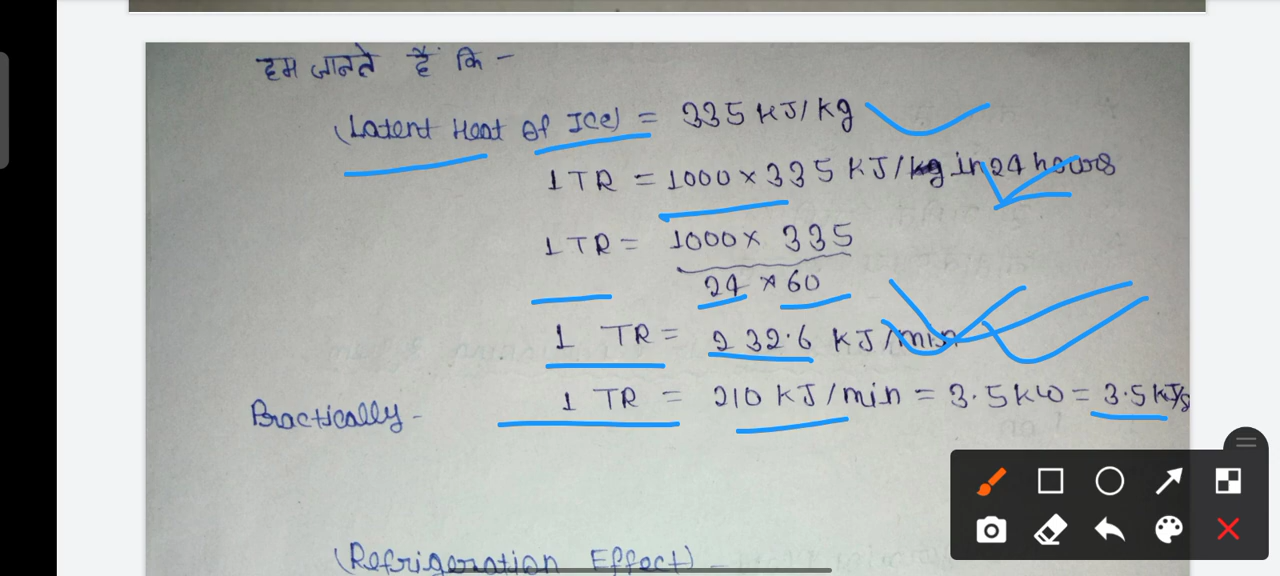 हम जानते हैं कि -
(Latent Heat of Ice) = 335 KJ/kg
1 TR = 1000 × 335 KJ/kg in 24 hours
1 TR = 1000 × 335
24 × 60
1 TR = 232.6 KJ/min
Practically - 1 TR = 210 KJ/min = 3.5 KW = 3.5 KJ/s
(Refrigeration Effect) -